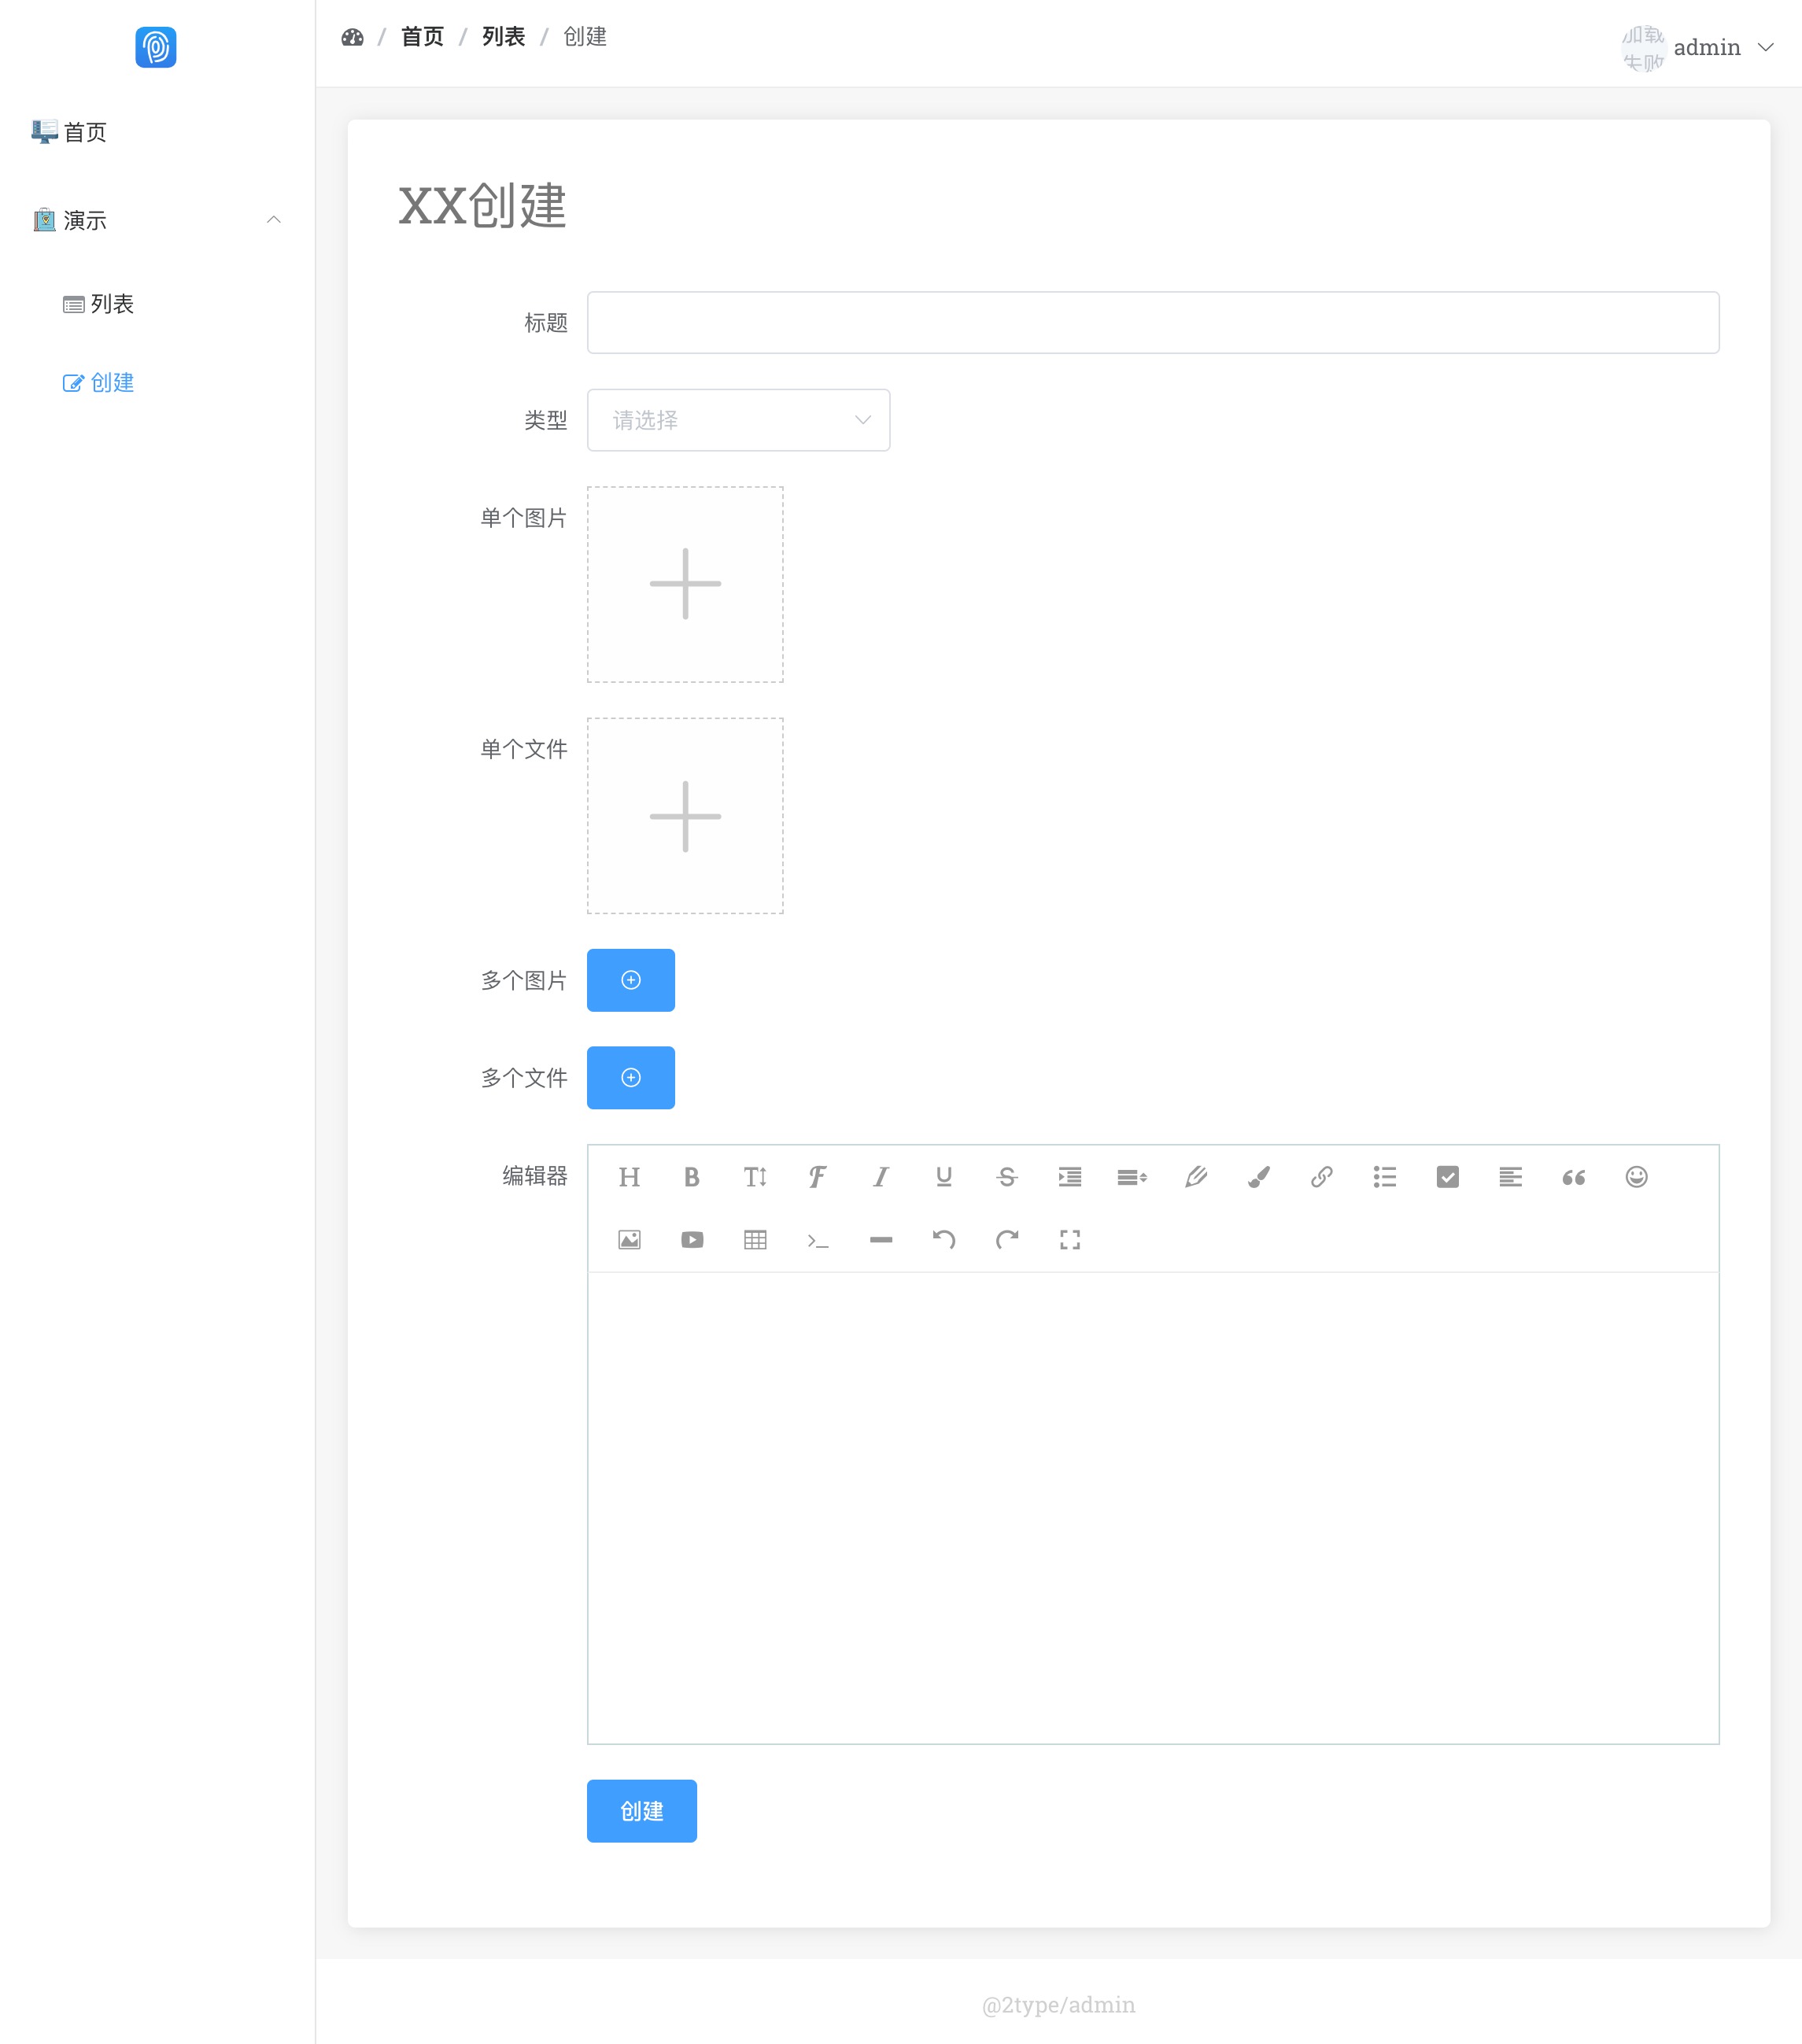 首页 / 列表 / 创建
加载
失败
admin
首页
演示
列表
创建
XX创建
标题
类型
请选择
单个图片
单个文件
多个图片
多个文件
编辑器
创建
@2type/admin